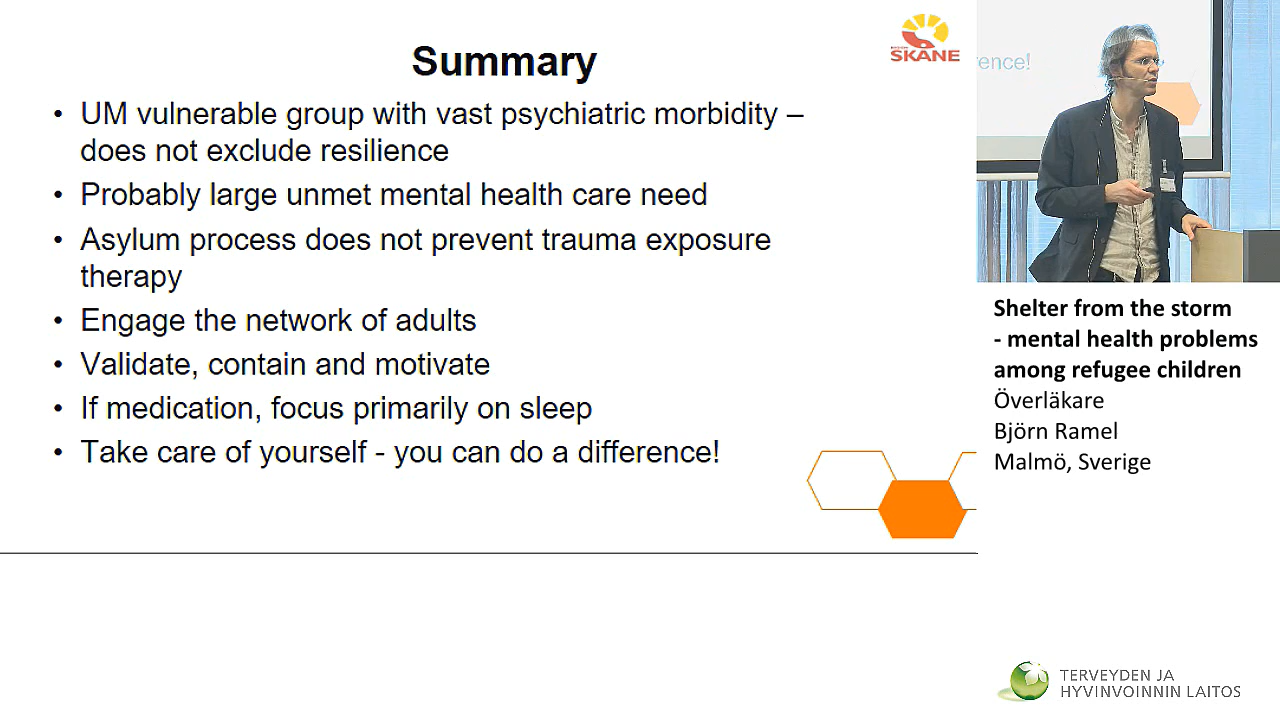 Summary
SKANE
• UM vulnerable group with vast psychiatric morbidity –
does not exclude resilience
• Probably large unmet mental health care need
• Asylum process does not prevent trauma exposure
therapy
• Engage the network of adults
• Validate, contain and motivate
• If medication, focus primarily on sleep
• Take care of yourself - you can do a difference!
ence!
Shelter from the storm
- mental health problems
among refugee children
Överläkare
Björn Ramel
Malmö, Sverige
TERVEYDEN JA
HYVINVOINNIN LAITOS